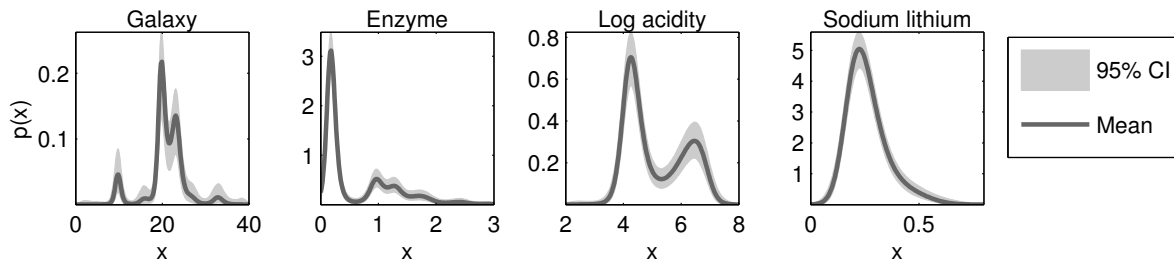 Galaxy
Enzyme
Log acidity
Sodium lithium
p(x)
0.2
0.1
0 20 40
x
3
2
1
0 1 2 3
x
0.8
0.6
0.4
0.2
2 4 6 8
x
5
4
3
2
1
0 0.5
x
95% CI
Mean